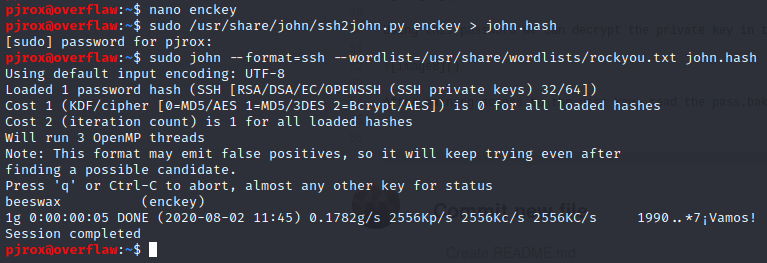 pjrox@overflaw:~$ nano enckey
pjrox@overflaw:~$ sudo /usr/share/john/ssh2john.py enckey > john.hash
[sudo] password for pjrox:
pjrox@overflaw:~$ sudo john --format=ssh --wordlist=/usr/share/wordlists/rockyou.txt john.hash
Using default input encoding: UTF-8
Loaded 1 password hash (SSH [RSA/DSA/EC/OPENSSH (SSH private keys) 32/64])
Cost 1 (KDF/cipher [0=MD5/AES 1=MD5/3DES 2=Bcrypt/AES]) is 0 for all loaded hashes
Cost 2 (iteration count) is 1 for all loaded hashes
Will run 3 OpenMP threads
Note: This format may emit false positives, so it will keep trying even after
finding a possible candidate.
Press 'q' or Ctrl-C to abort, almost any other key for status
beeswax          (enckey)
1g 0:00:00:05 DONE (2020-08-02 11:45) 0.1782g/s 2556Kp/s 2556Kc/s 2556KC/s     1990..*7¡Vamos!
Session completed
pjrox@overflaw:~$
Commit new file
Create README.md